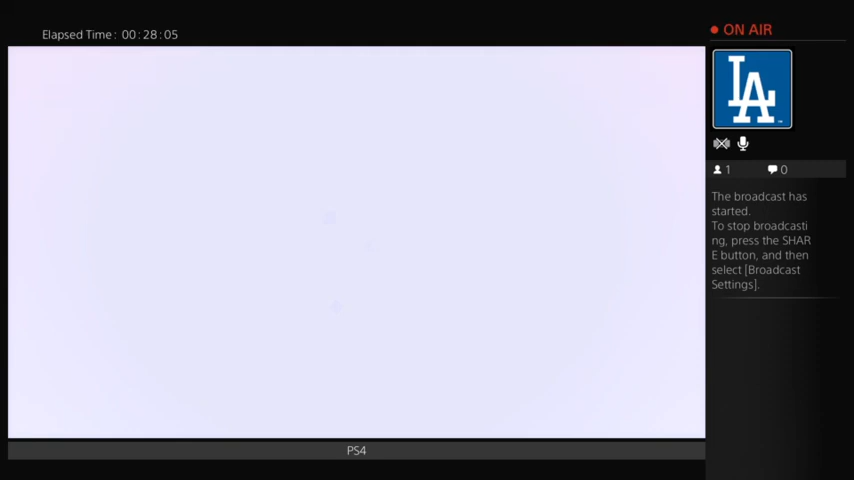 Elapsed Time: 00:28:05
ON AIR
LA
1
0
The broadcast has
started.
To stop broadcasti
ng, press the SHAR
E button, and then
select [Broadcast
Settings].
PS4